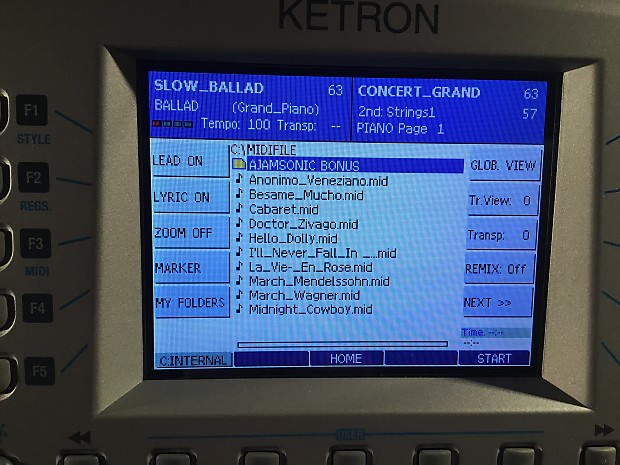 KETRON
SLOW_BALLAD 63
BALLAD (Grand_Piano)
Tempo: 100 Transp: --
CONCERT_GRAND 63
2nd: Strings1 57
PIANO Page 1
F1
STYLE
F2
REGS.
F3
MIDI
F4
F5
LEAD ON
LYRIC ON
ZOOM OFF
MARKER
MY FOLDERS
C:\MIDIFILE
AJAMSONIC BONUS
Anonimo_Veneziano.mid
Besame_Mucho.mid
Cabaret.mid
Doctor_Zivago.mid
Hello_Dolly.mid
I'll_Never_Fall_In _...mid
La_Vie-_En_Rose.mid
March_Mendelssohn.mid
March_Wagner.mid
Midnight_Cowboy.mid
GLOB. VIEW
Tr.View: 0
Transp: 0
REMIX: Off
NEXT >>
Time. --:--
--:--
C:INTERNAL
HOME
START
USER